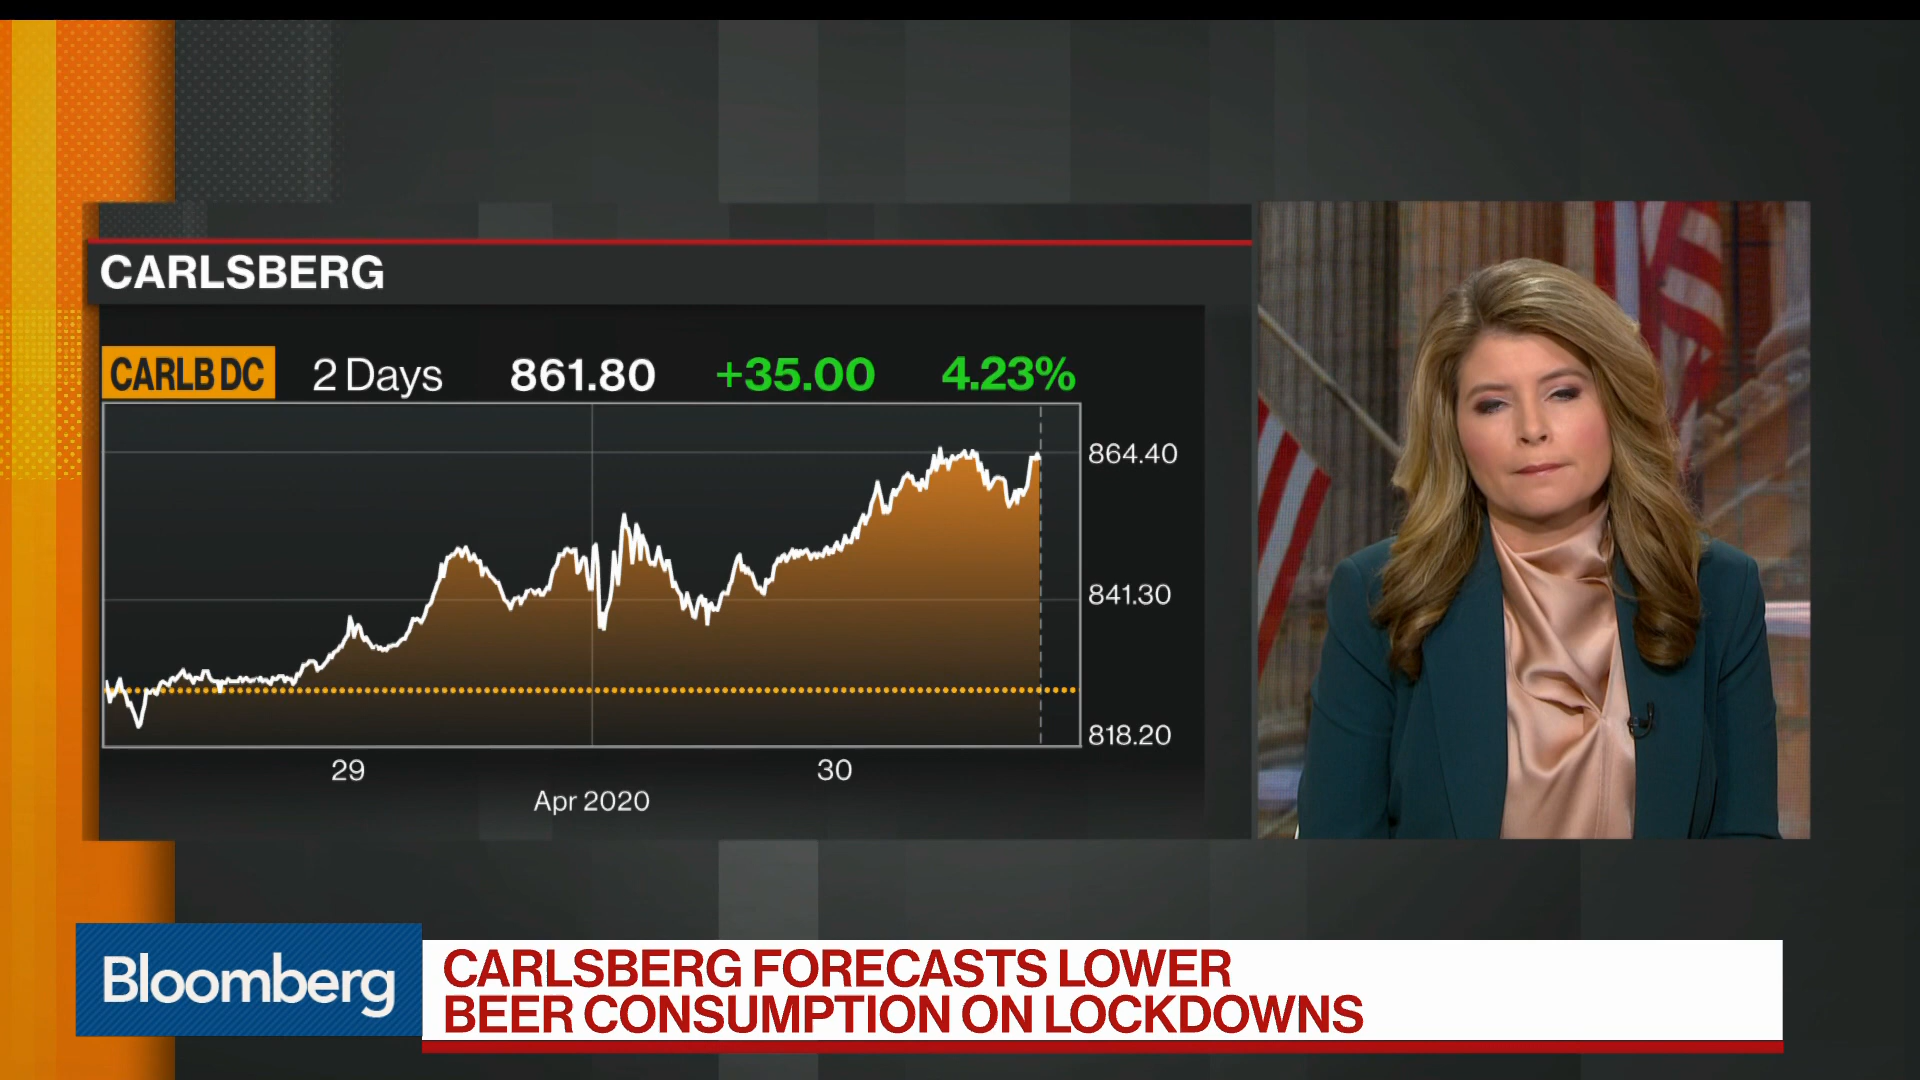 CARLSBERG
CARLB DC 2 Days 861.80 +35.00 4.23%
864.40
841.30
818.20
29 30
Apr 2020
Bloomberg
CARLSBERG FORECASTS LOWER
BEER CONSUMPTION ON LOCKDOWNS